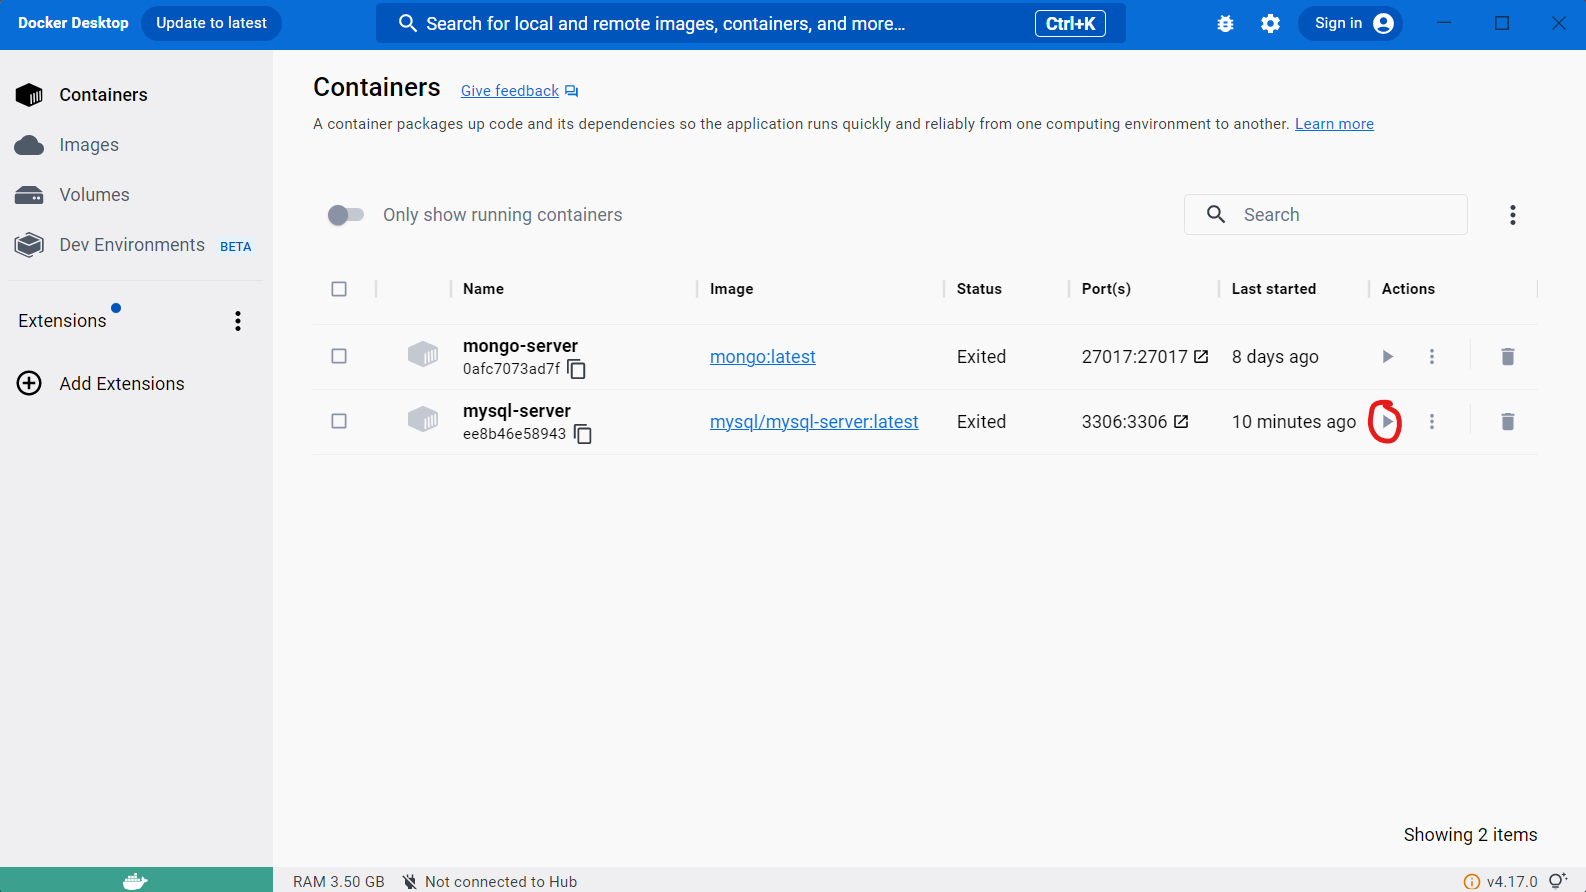 Docker Desktop Update to latest Search for local and remote images, containers, and more... Ctrl+K Sign in
Containers
Images
Volumes
Dev Environments BETA
Extensions
Add Extensions
Containers Give feedback
A container packages up code and its dependencies so the application runs quickly and reliably from one computing environment to another. Learn more
Only show running containers Search
Name Image Status Port(s) Last started Actions
mongo-server
0afc7073ad7f mongo:latest Exited 27017:27017 8 days ago
mysql-server
ee8b46e58943 mysql/mysql-server:latest Exited 3306:3306 10 minutes ago
Showing 2 items
RAM 3.50 GB Not connected to Hub v4.17.0